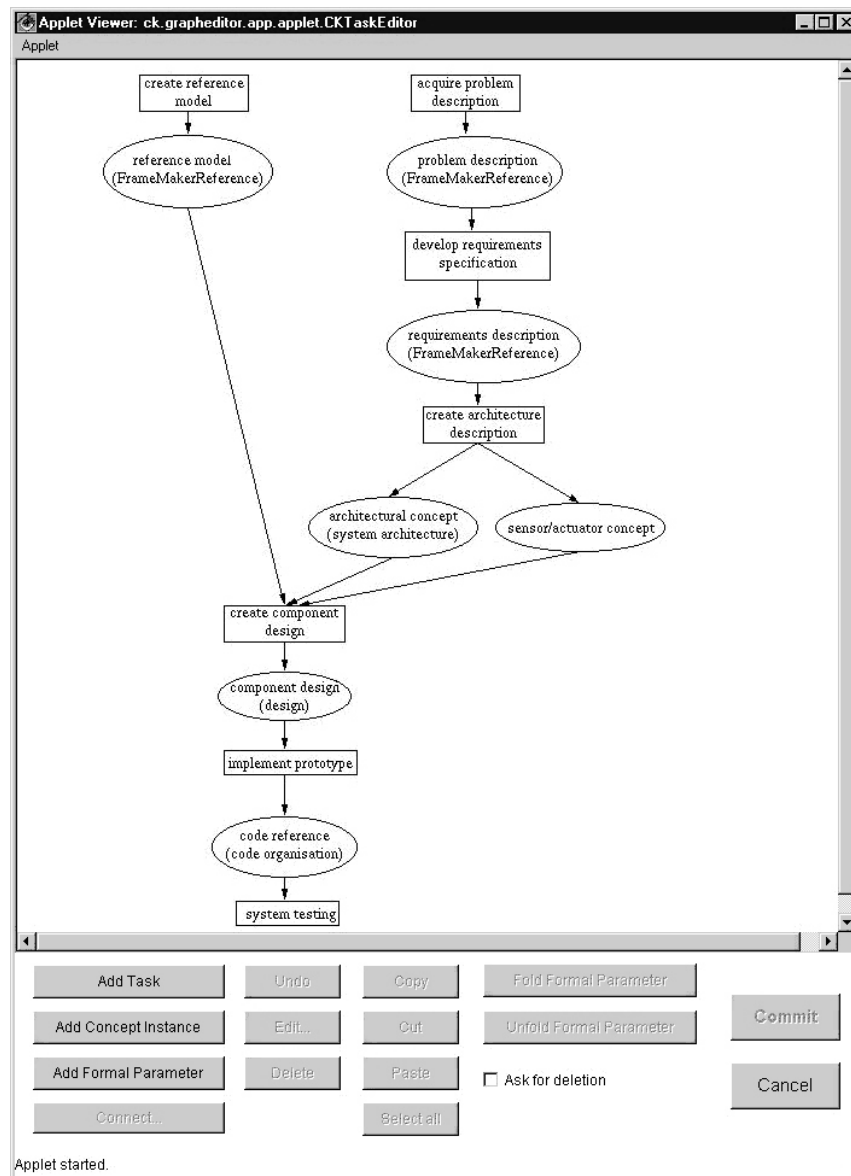 Applet Viewer: ck.grapheditor.app.applet.CKTaskEditor
Applet
create reference
model
acquire problem
description
reference model
(FrameMakerReference)
problem description
(FrameMakerReference)
develop requirements
specification
requirements description
(FrameMakerReference)
create architecture
description
architectural concept
(system architecture)
sensor/actuator concept
create component
design
component design
(design)
implement prototype
code reference
(code organisation)
system testing
Add Task
Undo
Copy
Fold Formal Parameter
Add Concept Instance
Edit...
Cut
Unfold Formal Parameter
Commit
Add Formal Parameter
Delete
Paste
Ask for deletion
Cancel
Connect...
Select all
Applet started.